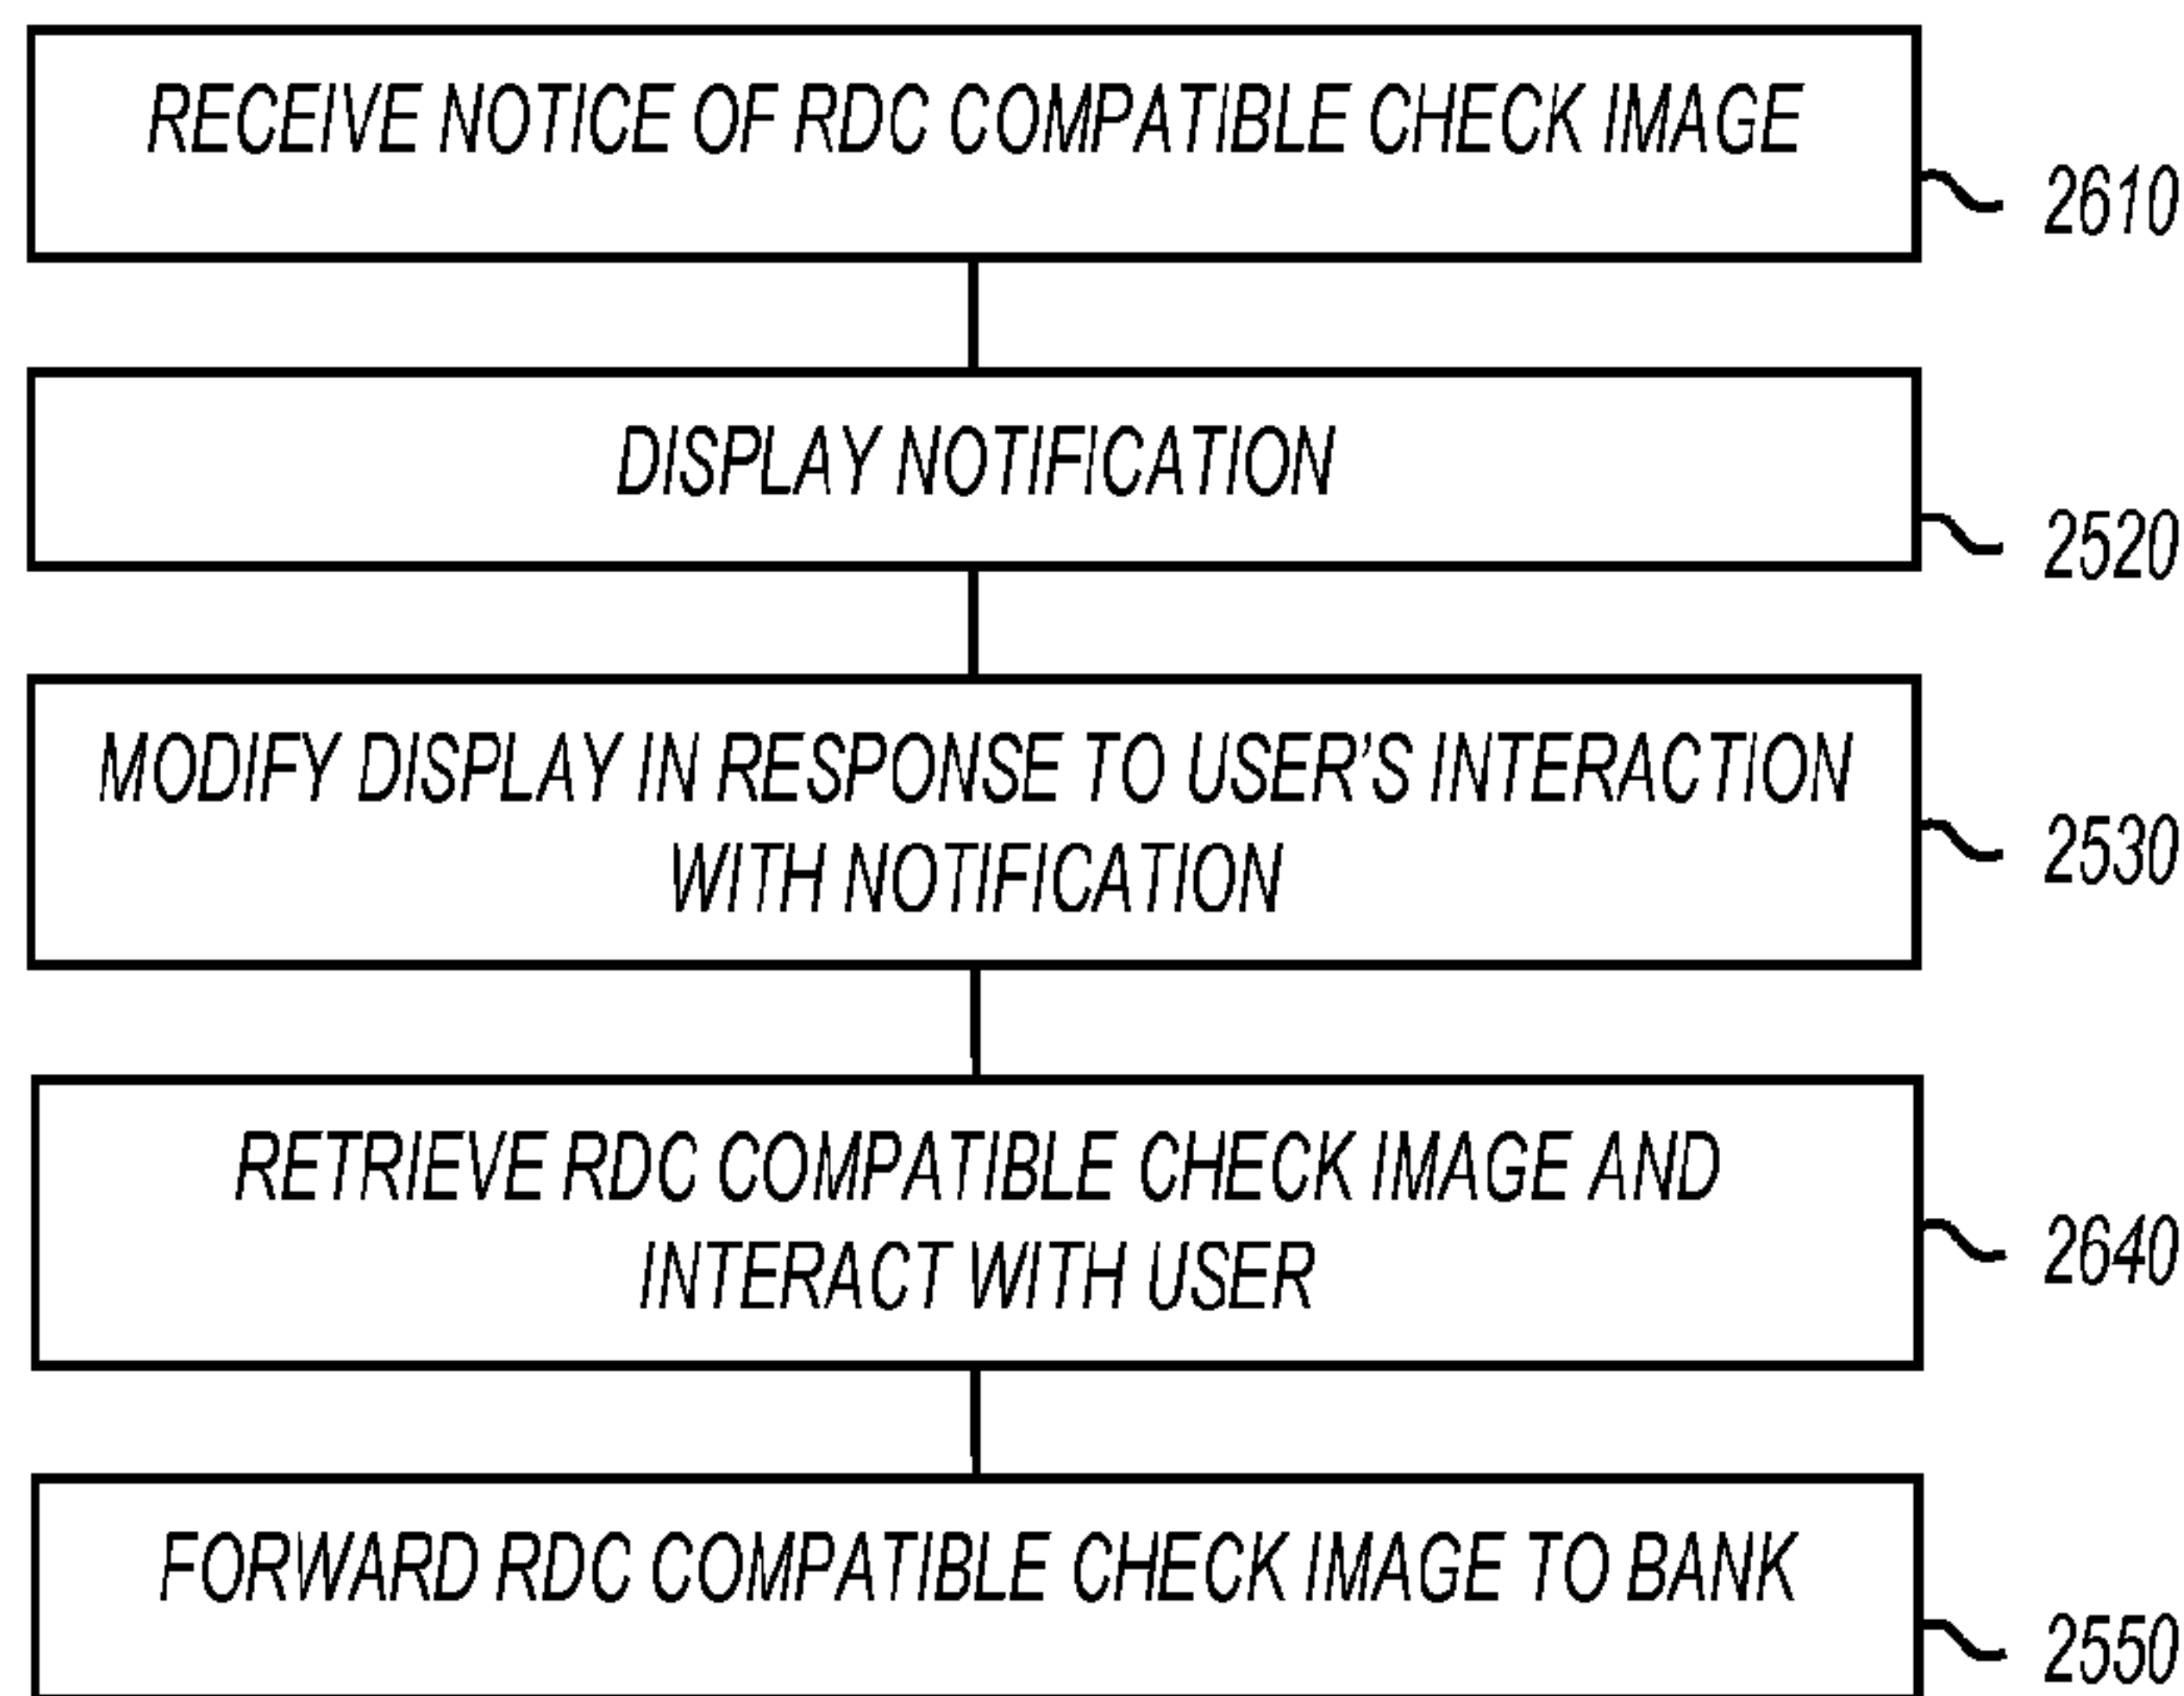 RECEIVE NOTICE OF RDC COMPATIBLE CHECK IMAGE
2610
DISPLAY NOTIFICATION
2520
MODIFY DISPLAY IN RESPONSE TO USER'S INTERACTION
WITH NOTIFICATION
2530
RETRIEVE RDC COMPATIBLE CHECK IMAGE AND
INTERACT WITH USER
2640
FORWARD RDC COMPATIBLE CHECK IMAGE TO BANK
2550